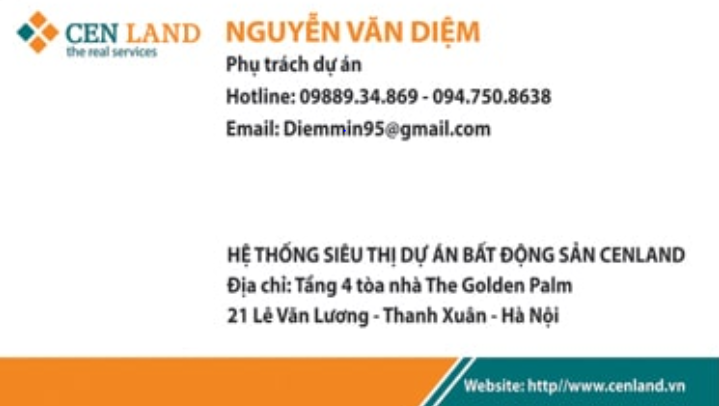 CEN LAND
the real services
NGUYỄN VĂN DIỆM
Phụ trách dự án
Hotline: 09889.34.869 - 094.750.8638
Email: Diemmin95@gmail.com
HỆ THỐNG SIÊU THỊ DỰ ÁN BẤT ĐỘNG SẢN CENLAND
Địa chỉ: Tầng 4 tòa nhà The Golden Palm
21 Lê Văn Lương - Thanh Xuân - Hà Nội
Website: http//www.cenland.vn